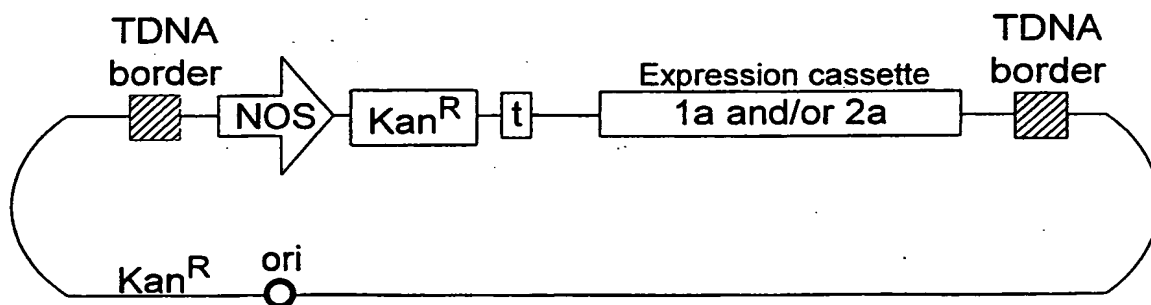 TDNA
border
NOS
Kan^R
t
Expression cassette
1a and/or 2a
TDNA
border
Kan^R
ori